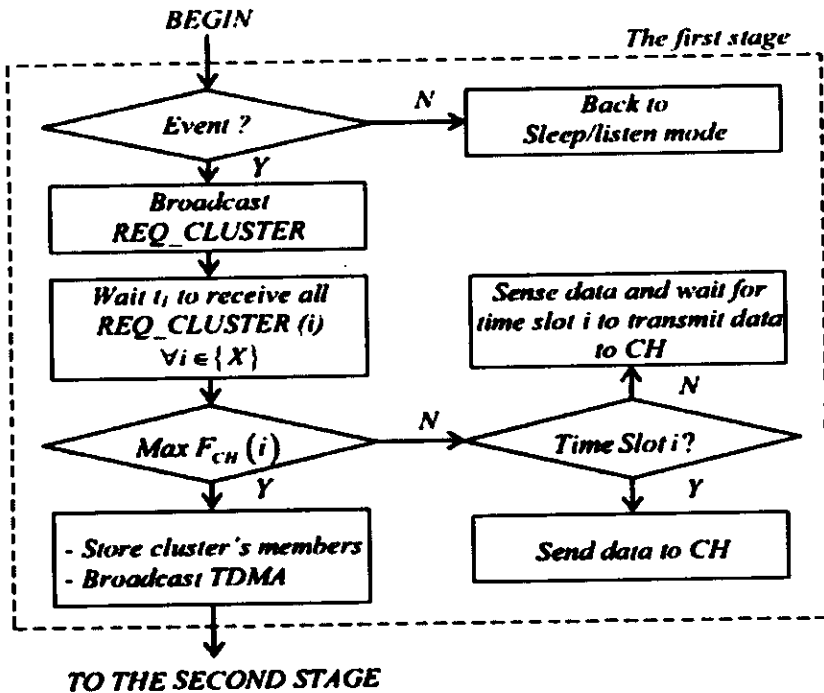 BEGIN
The first stage
Event ?
N
Back to
Sleep/listen mode
Y
Broadcast
REQ_CLUSTER
Wait t₁ to receive all
REQ_CLUSTER (i)
∀i ∈ {X}
Sense data and wait for
time slot i to transmit data
to CH
N
Max F_CH (i)
N
Time Slot i?
Y
Y
- Store cluster's members
- Broadcast TDMA
Send data to CH
TO THE SECOND STAGE